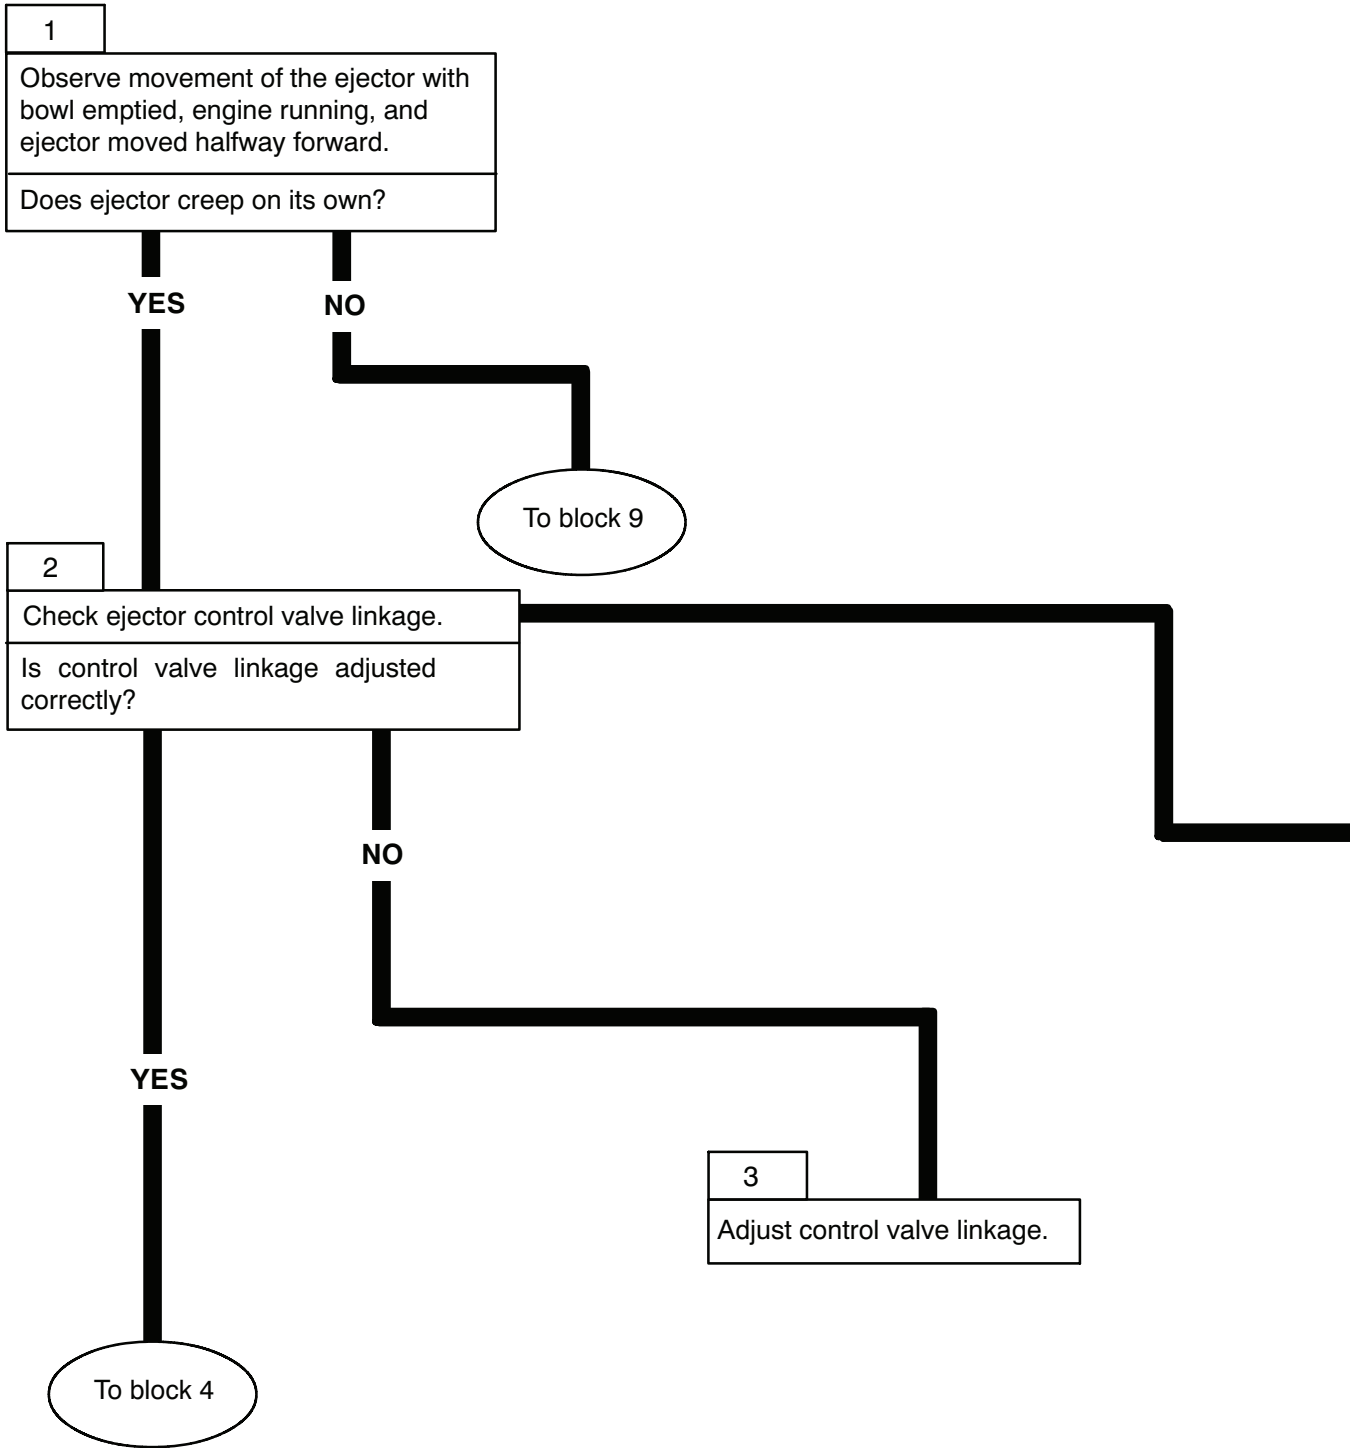 1
Observe movement of the ejector with
bowl emptied, engine running, and
ejector moved halfway forward.
Does ejector creep on its own?
YES
NO
To block 9
2
Check ejector control valve linkage.
Is control valve linkage adjusted
correctly?
NO
YES
3
Adjust control valve linkage.
To block 4